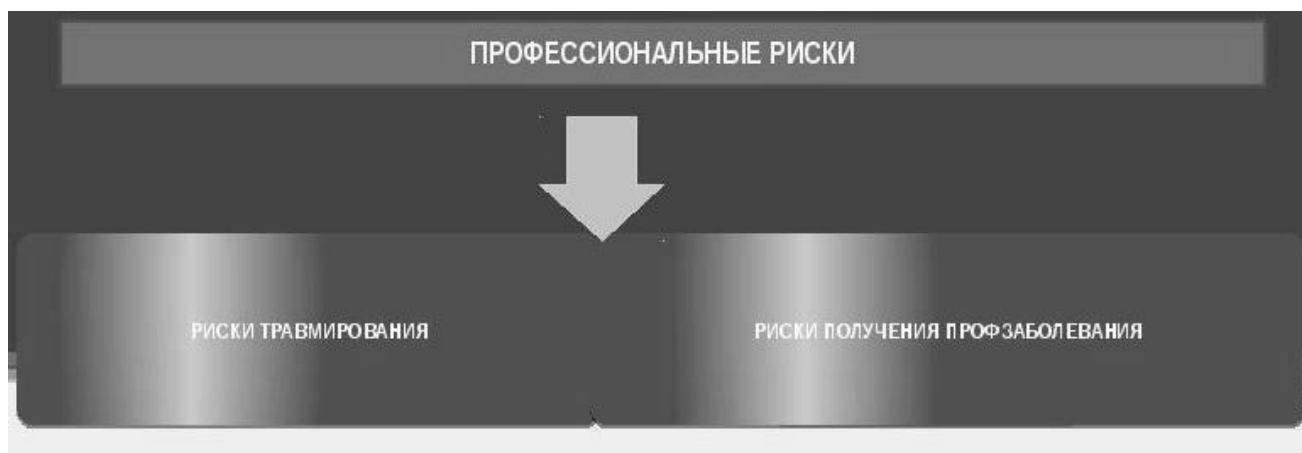 ПРОФЕССИОНАЛЬНЫЕ РИСКИ
РИСКИ ТРАВМИРОВАНИЯ
РИСКИ ПОЛУЧЕНИЯ ПРОФЗАБОЛЕВАНИЯ